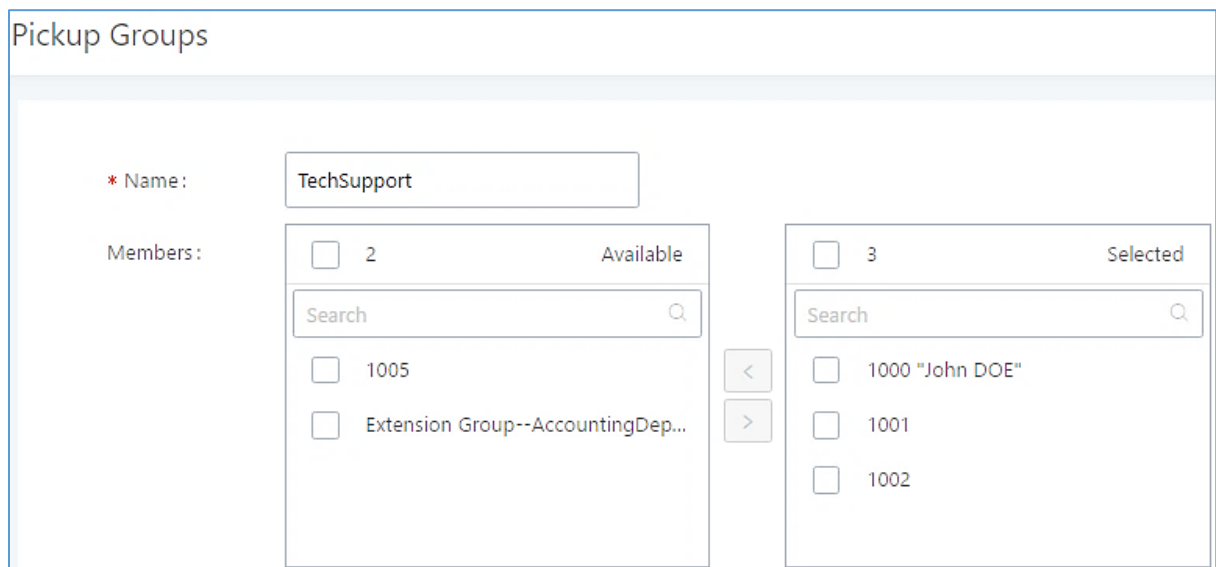 Pickup Groups
* Name: TechSupport
Members: 2 Available 3 Selected
Search Search
1005 < 1000 "John DOE"
Extension Group--AccountingDep... > 1001
1002